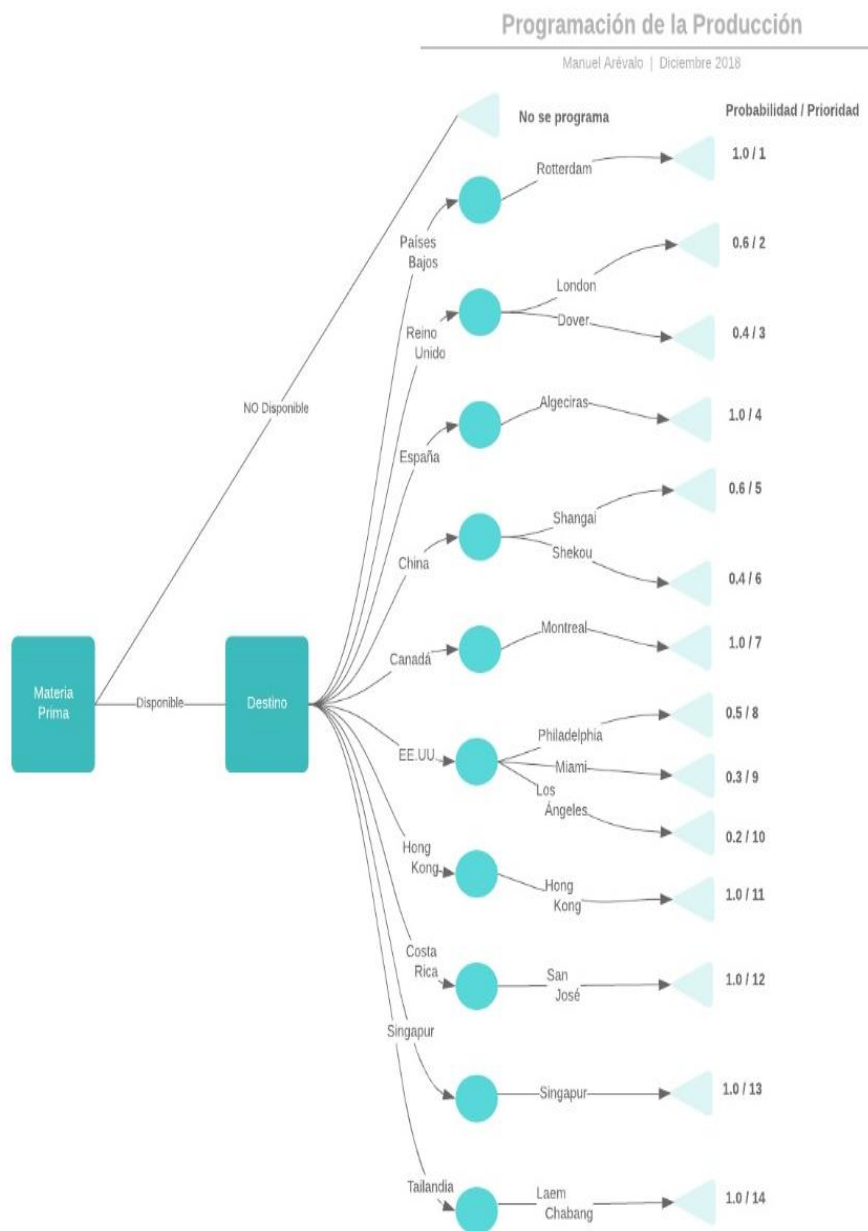 Programación de la Producción
Manuel Arévalo | Diciembre 2018
No se programa
Probabilidad / Prioridad
Rotterdam
1.0 / 1
Países
Bajos
0.6 / 2
London
Reino
Unido
Dover
0.4 / 3
NO Disponible
Algeciras
1.0 / 4
España
0.6 / 5
Shangai
China
Shekou
0.4 / 6
Materia
Prima
Disponible
Destino
Canadá
Montreal
1.0 / 7
0.5 / 8
Philadelphia
EE.UU
Miami
0.3 / 9
Los
Ángeles
0.2 / 10
Hong
Kong
Hong
Kong
1.0 / 11
Costa
Rica
San
José
1.0 / 12
Singapur
Singapur
1.0 / 13
Tailandia
Laem
Chabang
1.0 / 14